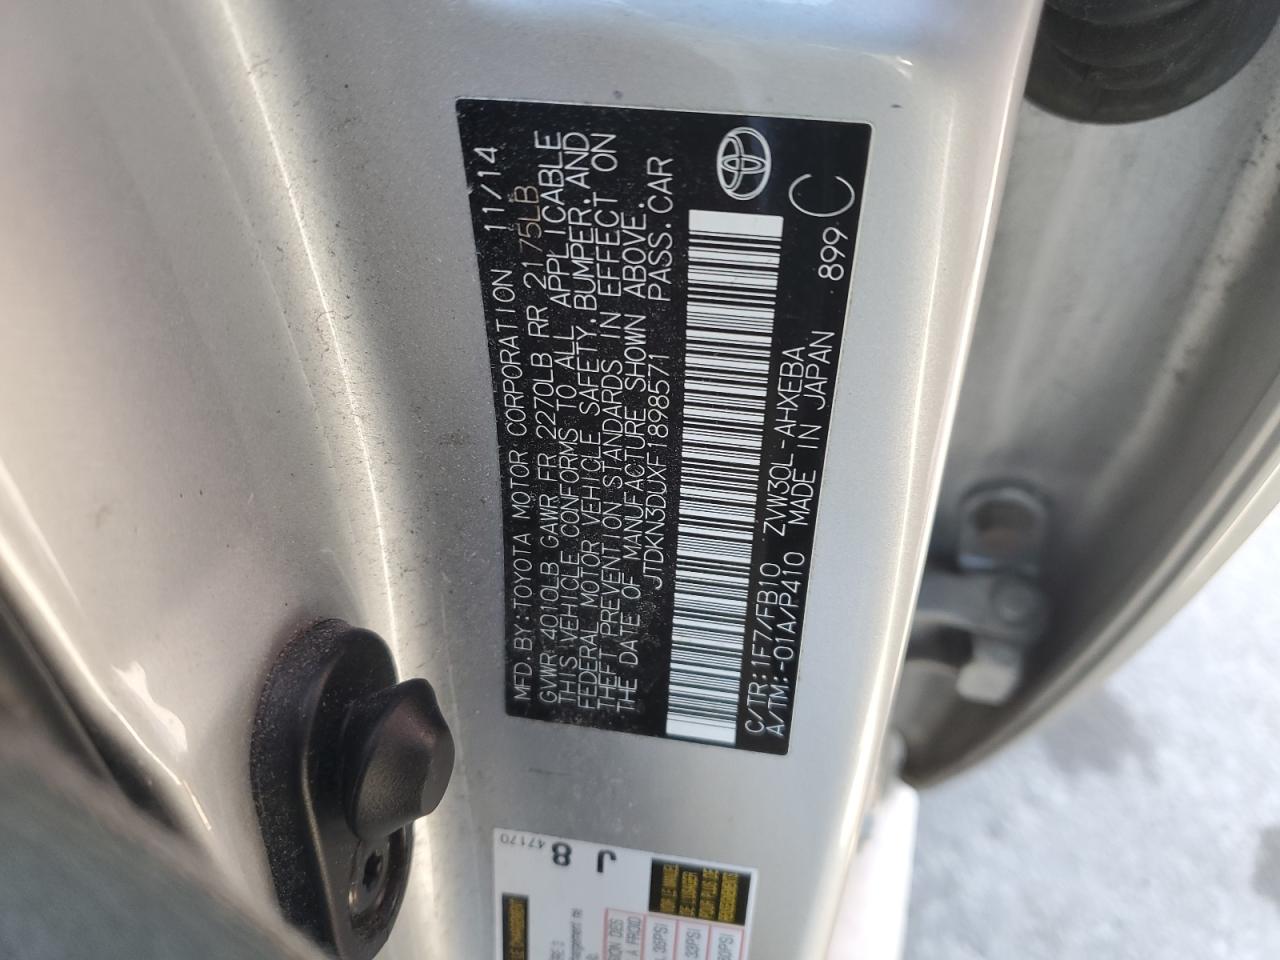 MFD.BY:TOYOTA MOTOR CORPORATION 11/14
GVWR 4010LB GAWR FR 2270LB RR 2175LB
THIS VEHICLE CONFORMS TO ALL APPLICABLE
FEDERAL MOTOR VEHICLE SAFETY,BUMPER,AND
THEFT PREVENTION STANDARDS IN EFFECT ON
THE DATE OF MANUFACTURE SHOWN ABOVE.
JTDKN3DUXF1898571 PASS.CAR
C/TR:1F7/FB10 ZVW30L-AHXEBA 899 C
A/TM:-01A/P410 MADE IN JAPAN
47170
J 8